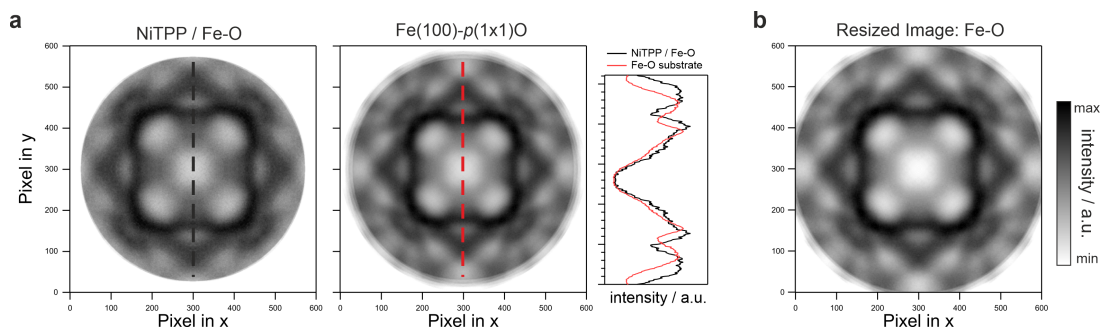 a
NiTPP / Fe-O
Fe(100)-p(1x1)O
b
Resized Image: Fe-O
NiTPP / Fe-O
Fe-O substrate
Pixel in y
600
500
400
300
200
100
0
0 100 200 300 400 500 600
Pixel in x
0 100 200 300 400 500 600
Pixel in x
intensity / a.u.
600
500
400
300
200
100
0
0 100 200 300 400 500 600
Pixel in x
max
intensity / a.u.
min